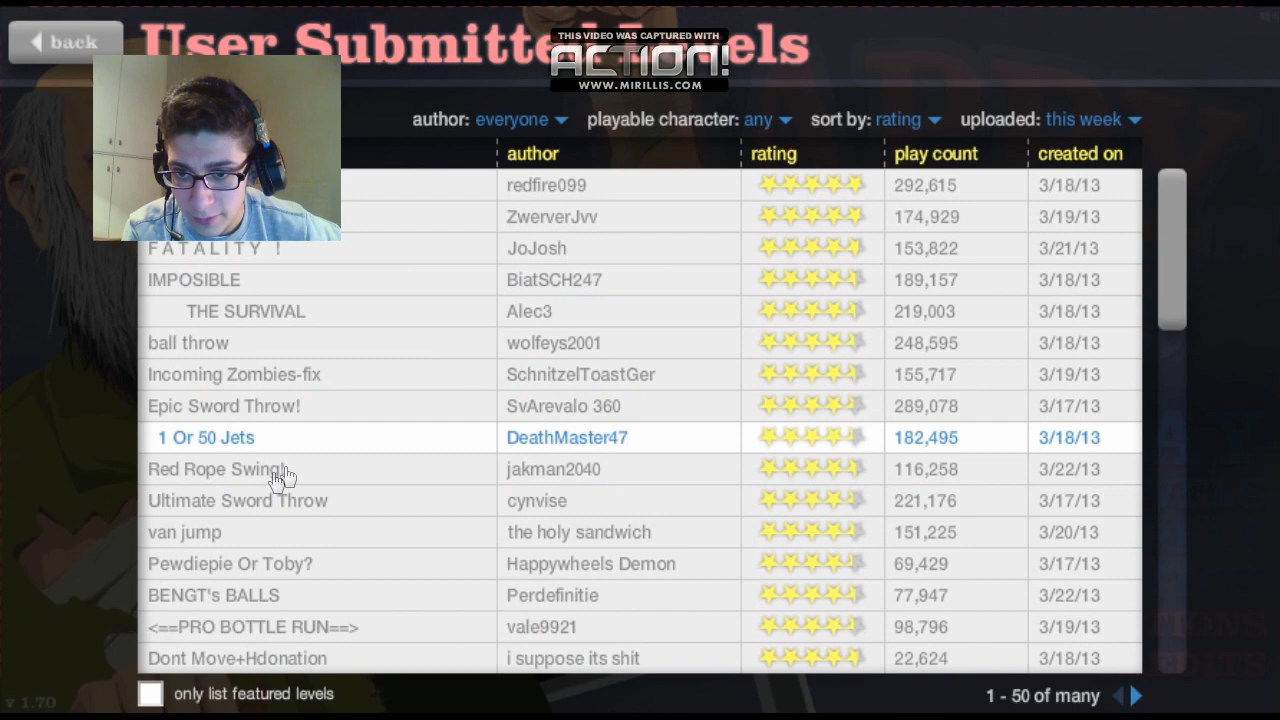 back
User Submitted Levels
THIS VIDEO WAS CAPTURED WITH
ACTION!
WWW.MIRILLIS.COM
author: everyone playable character: any sort by: rating uploaded: this week
author rating play count created on
redfire099 292,615 3/18/13
ZwerverJvv 174,929 3/19/13
F A T A L I T Y ! JoJosh 153,822 3/21/13
IMPOSIBLE BiatSCH247 189,157 3/18/13
THE SURVIVAL Alec3 219,003 3/18/13
ball throw wolfeys2001 248,595 3/18/13
Incoming Zombies-fix SchnitzelToastGer 155,717 3/19/13
Epic Sword Throw! SvArevalo 360 289,078 3/17/13
1 Or 50 Jets DeathMaster47 182,495 3/18/13
Red Rope Swing! jakman2040 116,258 3/22/13
Ultimate Sword Throw cynvise 221,176 3/17/13
van jump the holy sandwich 151,225 3/20/13
Pewdiepie Or Toby? Happywheels Demon 69,429 3/17/13
BENGT's BALLS Perdefinitie 77,947 3/22/13
<==PRO BOTTLE RUN==> vale9921 98,796 3/19/13
Dont Move+Hdonation i suppose its shit 22,624 3/18/13
only list featured levels 1 - 50 of many
v 1.70